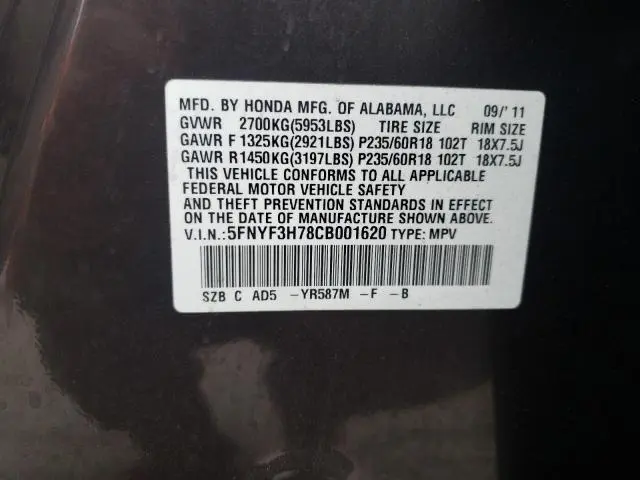 MFD. BY HONDA MFG. OF ALABAMA, LLC 09/'11
GVWR 2700KG(5953LBS) TIRE SIZE RIM SIZE
GAWR F 1325KG(2921LBS) P235/60R18 102T 18X7.5J
GAWR R1450KG(3197LBS) P235/60R18 102T 18X7.5J
THIS VEHICLE CONFORMS TO ALL APPLICABLE
FEDERAL MOTOR VEHICLE SAFETY
AND THEFT PREVENTION STANDARDS IN EFFECT
ON THE DATE OF MANUFACTURE SHOWN ABOVE.
V.I.N.:5FNYF3H78CB001620 TYPE: MPV
SZB C AD5 -YR587M -F -B